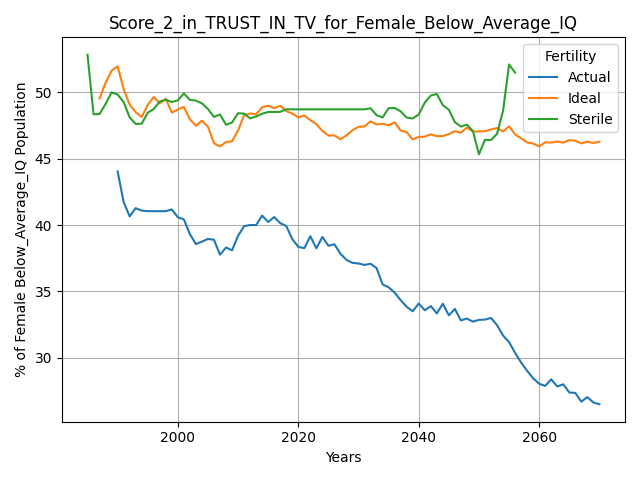 Score_2_in_TRUST_IN_TV_for_Female_Below_Average_IQ
% of Female Below_Average_IQ Population
50
45
40
35
30
2000 2020 2040 2060
Years
Fertility
Actual
Ideal
Sterile